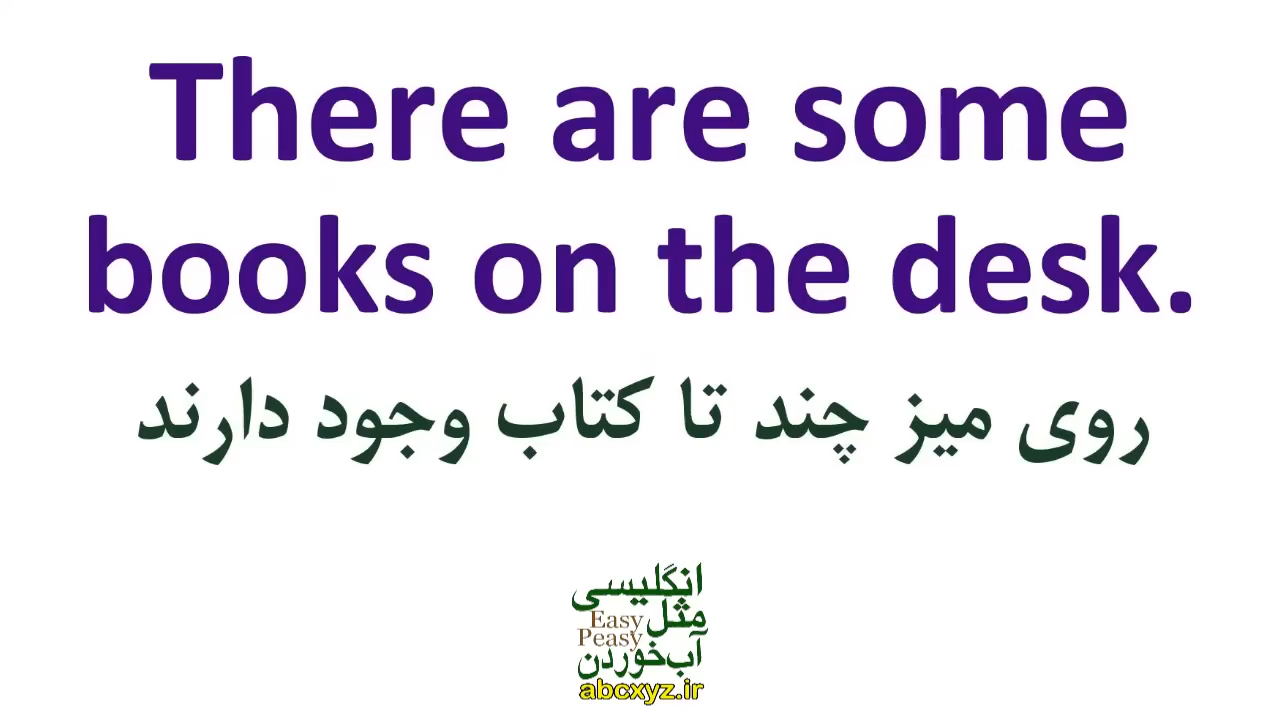 There are some
books on the desk.
روی میز چند تا کتاب وجود دارند
انگلیسی
مثل
Easy
Peasy
آب‌خوردن
abcxyz.ir